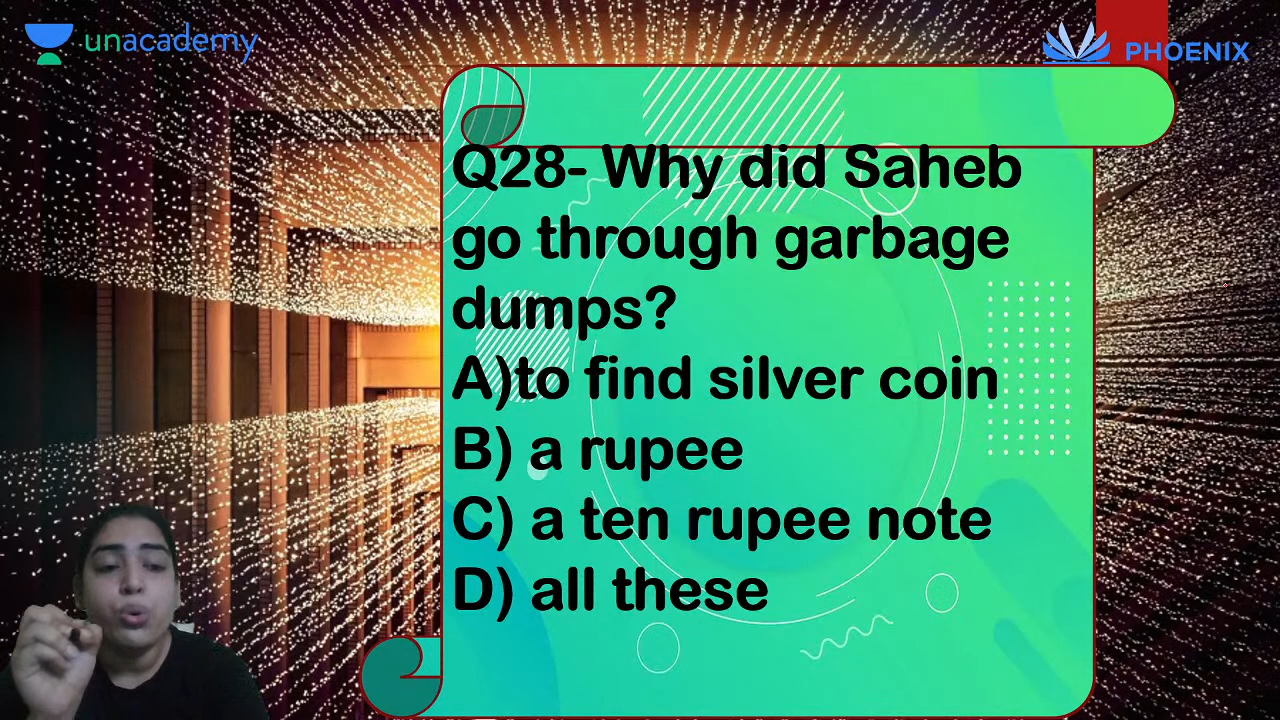 unacademy
PHOENIX
Q28- Why did Saheb
go through garbage
dumps?
A)to find silver coin
B) a rupee
C) a ten rupee note
D) all these